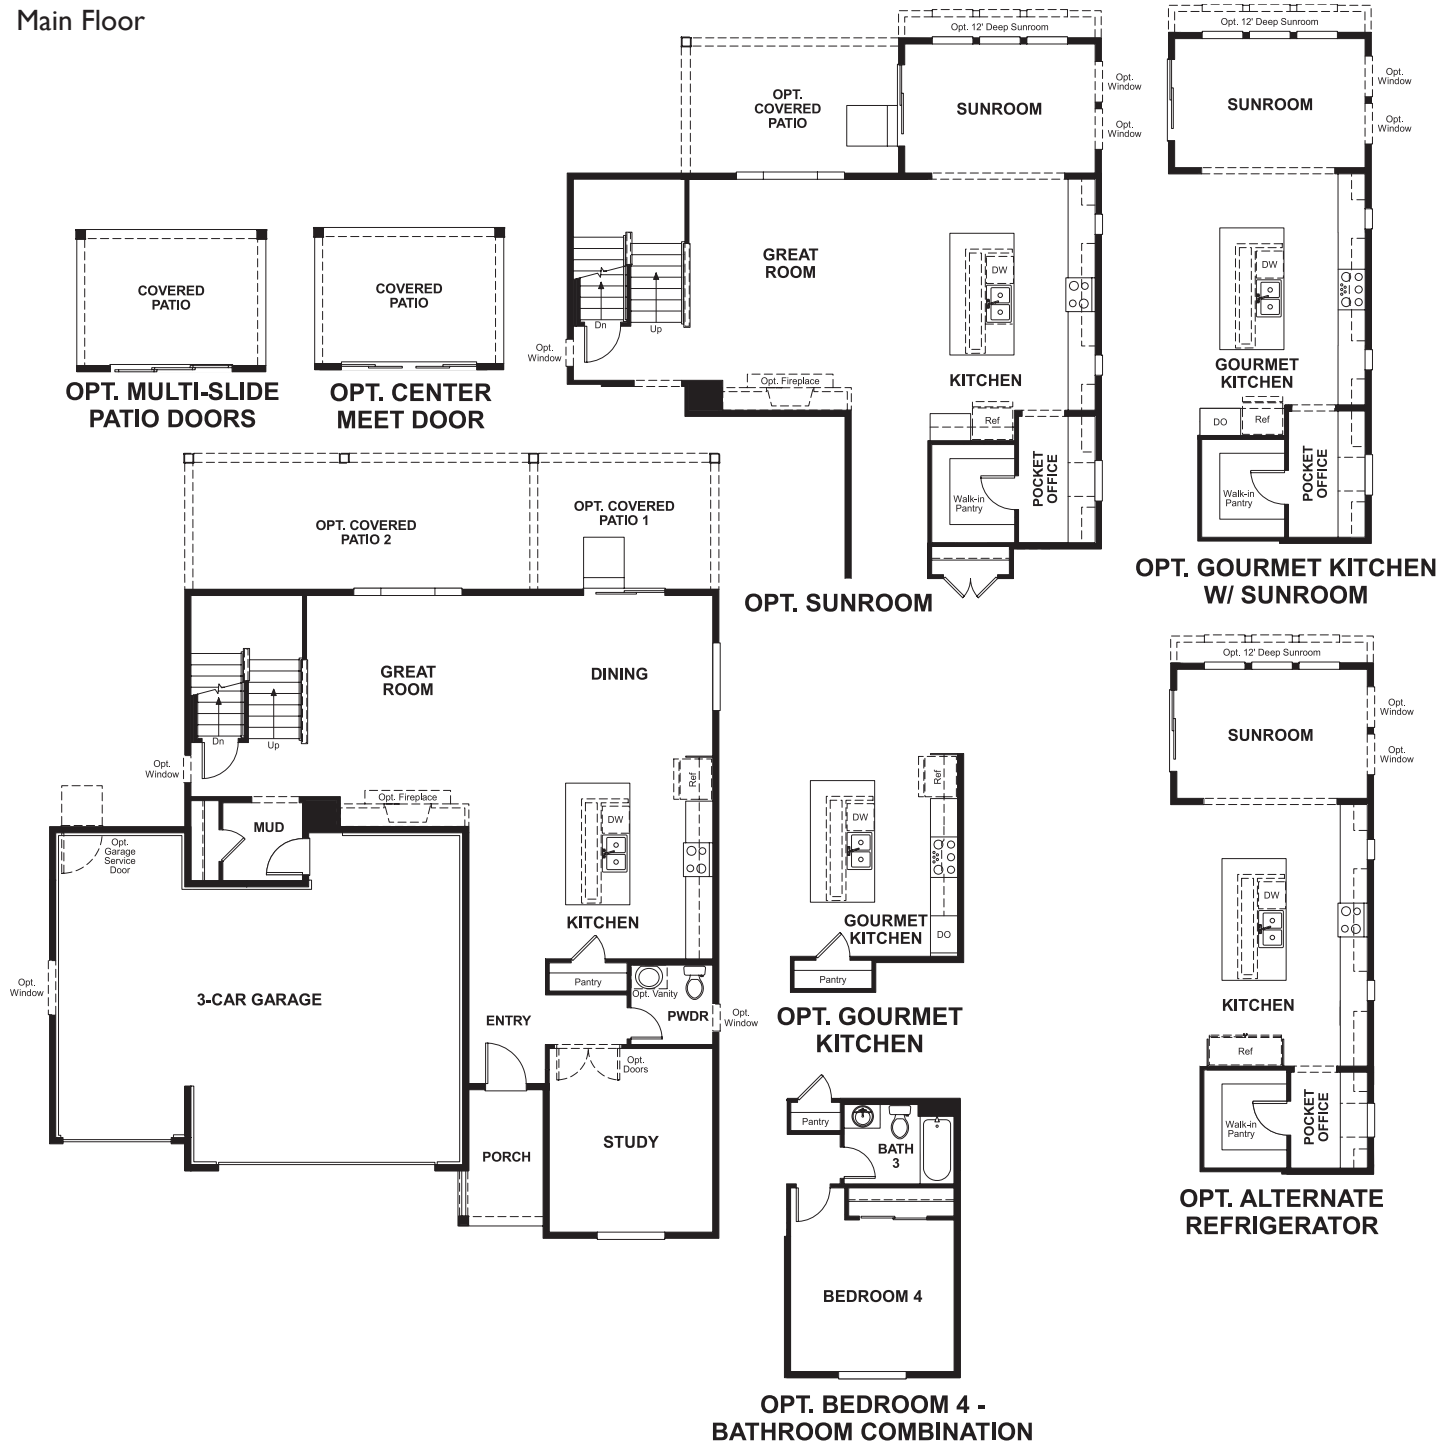 Main Floor
Opt. 12' Deep Sunroom
OPT.
COVERED
PATIO
SUNROOM
Opt.
Window
Opt.
Window
GREAT
ROOM
DW
Dn
Up
Opt.
Window
Opt. Fireplace
KITCHEN
Ref
Walk-in
Pantry
POCKET
OFFICE
OPT. SUNROOM
Opt. 12' Deep Sunroom
SUNROOM
Opt.
Window
Opt.
Window
DW
GOURMET
KITCHEN
DO
Ref
Walk-in
Pantry
POCKET
OFFICE
OPT. GOURMET KITCHEN
W/ SUNROOM
COVERED
PATIO
OPT. MULTI-SLIDE
PATIO DOORS
COVERED
PATIO
OPT. CENTER
MEET DOOR
OPT. COVERED
PATIO 2
OPT. COVERED
PATIO 1
GREAT
ROOM
DINING
Dn
Up
Opt.
Window
Opt. Fireplace
MUD
Opt.
Garage
Service
Door
Ref
DW
KITCHEN
Pantry
Opt. Vanity
PWDR
Opt.
Window
Opt.
Window
3-CAR GARAGE
ENTRY
Opt.
Doors
STUDY
PORCH
Ref
DW
GOURMET
KITCHEN
DO
Pantry
OPT. GOURMET
KITCHEN
Pantry
BATH
3
BEDROOM 4
OPT. BEDROOM 4 -
BATHROOM COMBINATION
Opt. 12' Deep Sunroom
SUNROOM
Opt.
Window
Opt.
Window
DW
KITCHEN
Ref
Walk-in
Pantry
POCKET
OFFICE
OPT. ALTERNATE
REFRIGERATOR